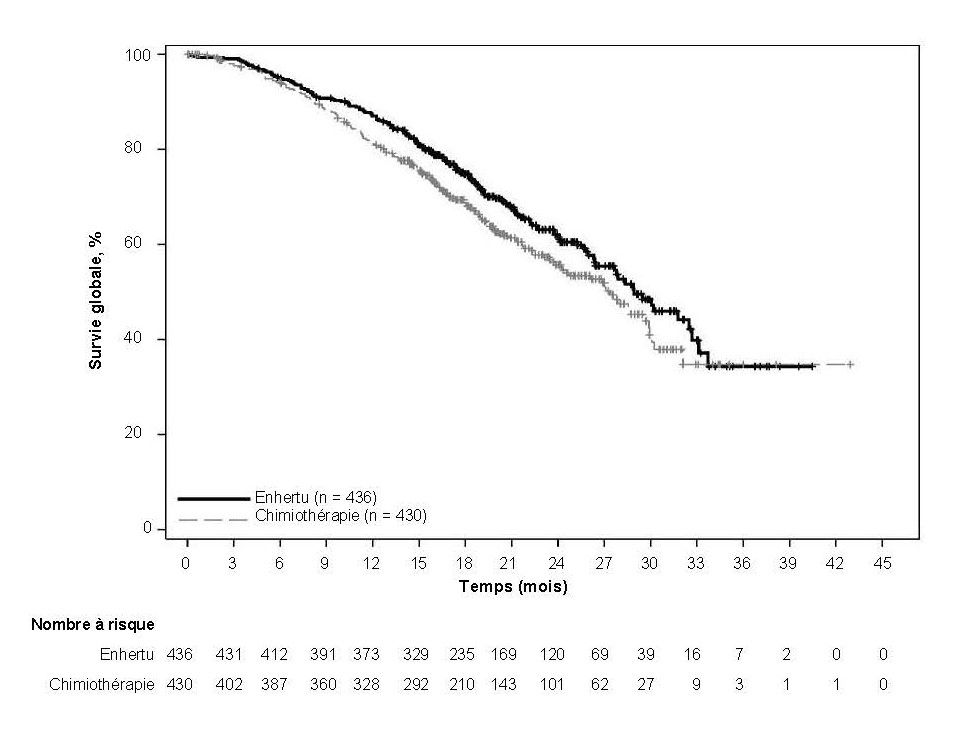 100
80
60
40
20
0
Survie globale, %
Enhertu (n = 436)
Chimiothérapie (n = 430)
0 3 6 9 12 15 18 21 24 27 30 33 36 39 42 45
Temps (mois)
Nombre à risque
Enhertu 436 431 412 391 373 329 235 169 120 69 39 16 7 2 0 0
Chimiothérapie 430 402 387 360 328 292 210 143 101 62 27 9 3 1 1 0